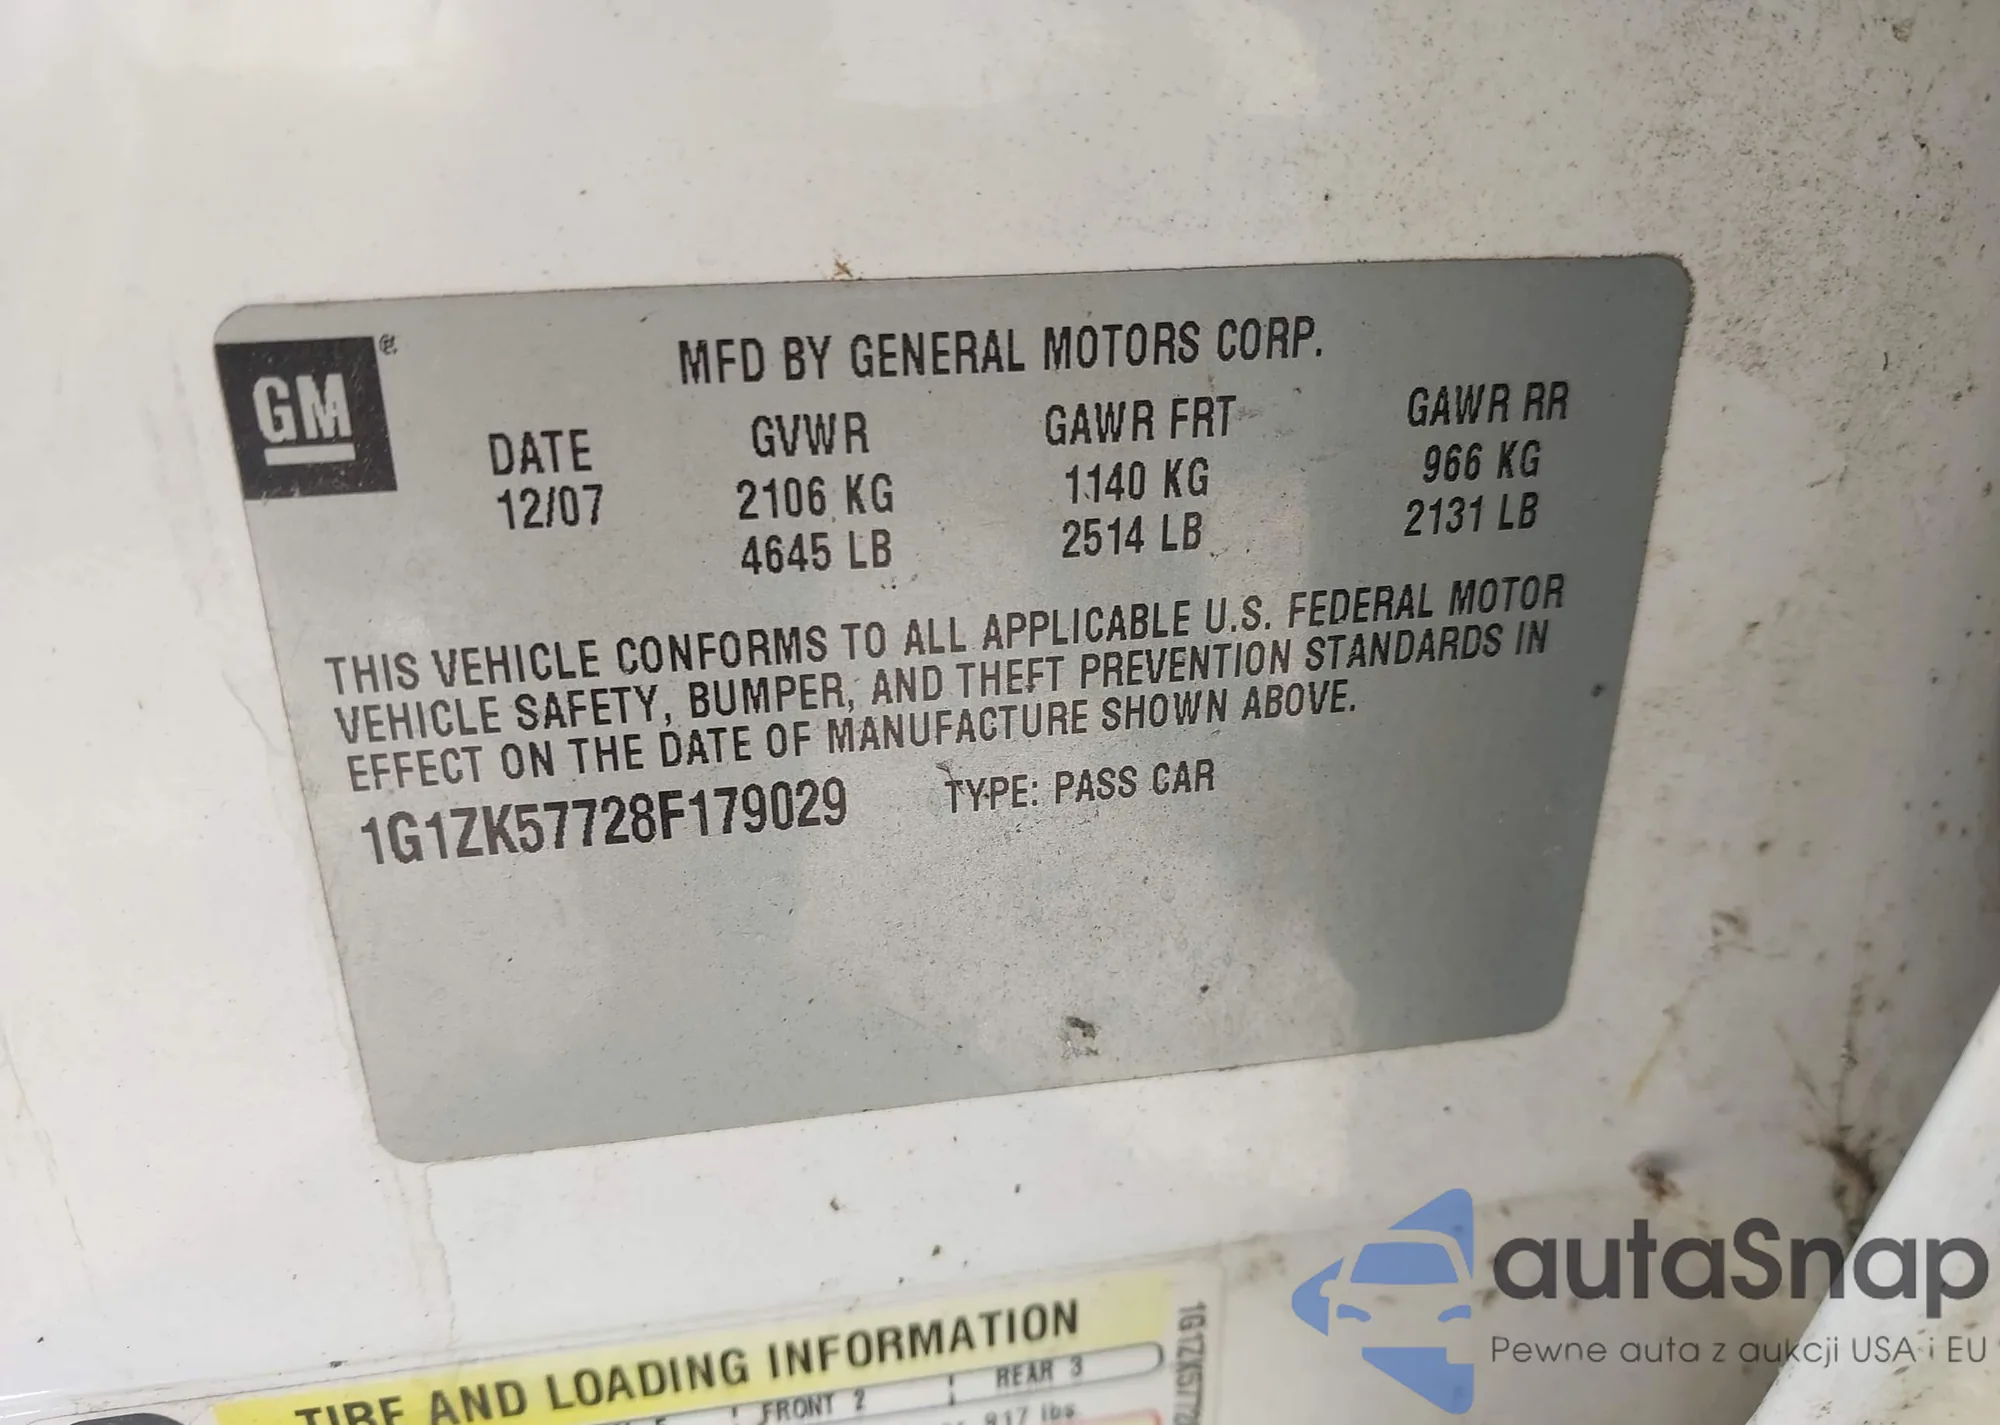 GM
MFD BY GENERAL MOTORS CORP.
DATE GVWR GAWR FRT GAWR RR
12/07 2106 KG 1140 KG 966 KG
4645 LB 2514 LB 2131 LB
THIS VEHICLE CONFORMS TO ALL APPLICABLE U.S. FEDERAL MOTOR
VEHICLE SAFETY, BUMPER, AND THEFT PREVENTION STANDARDS IN
EFFECT ON THE DATE OF MANUFACTURE SHOWN ABOVE.
1G1ZK57728F179029 TYPE: PASS CAR
TIRE AND LOADING INFORMATION
FRONT 2 REAR 3
917 lbs
1G1ZK57728
autaSnap
Pewne auta z aukcji USA i EU